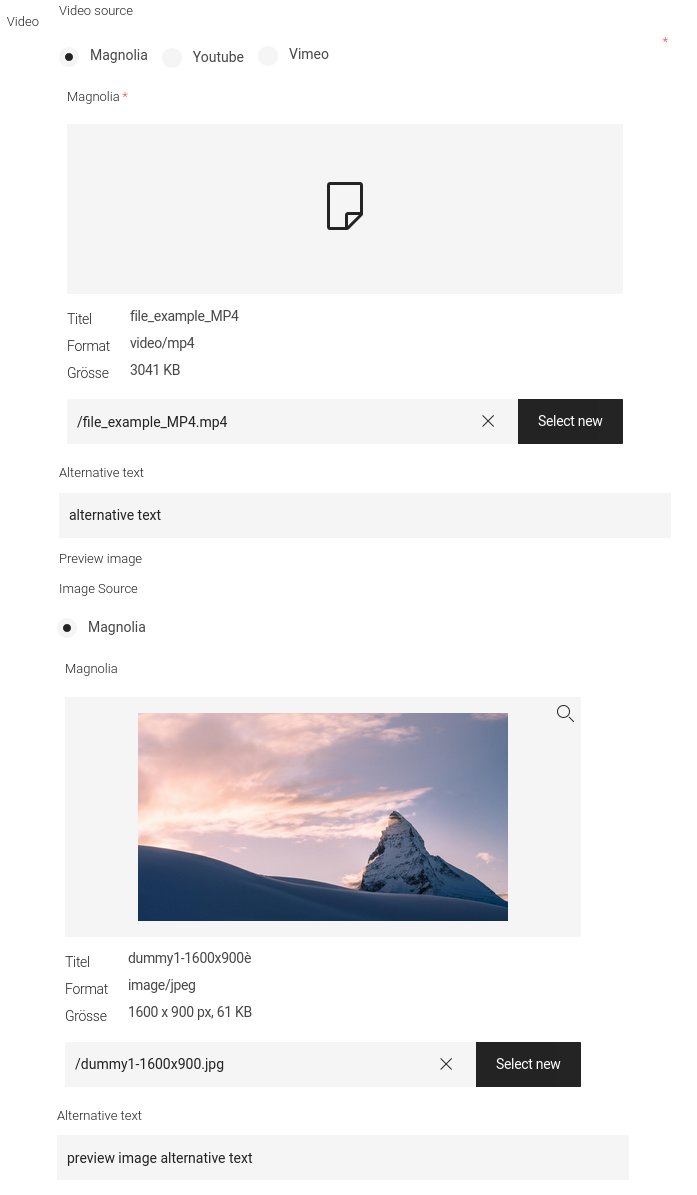 Video
Video source
*
Magnolia
Youtube
Vimeo
Magnolia *
Titel file_example_MP4
Format video/mp4
Grösse 3041 KB
/file_example_MP4.mp4
Select new
Alternative text
alternative text
Preview image
Image Source
Magnolia
Magnolia
Titel dummy1-1600x900è
Format image/jpeg
Grösse 1600 x 900 px, 61 KB
/dummy1-1600x900.jpg
Select new
Alternative text
preview image alternative text